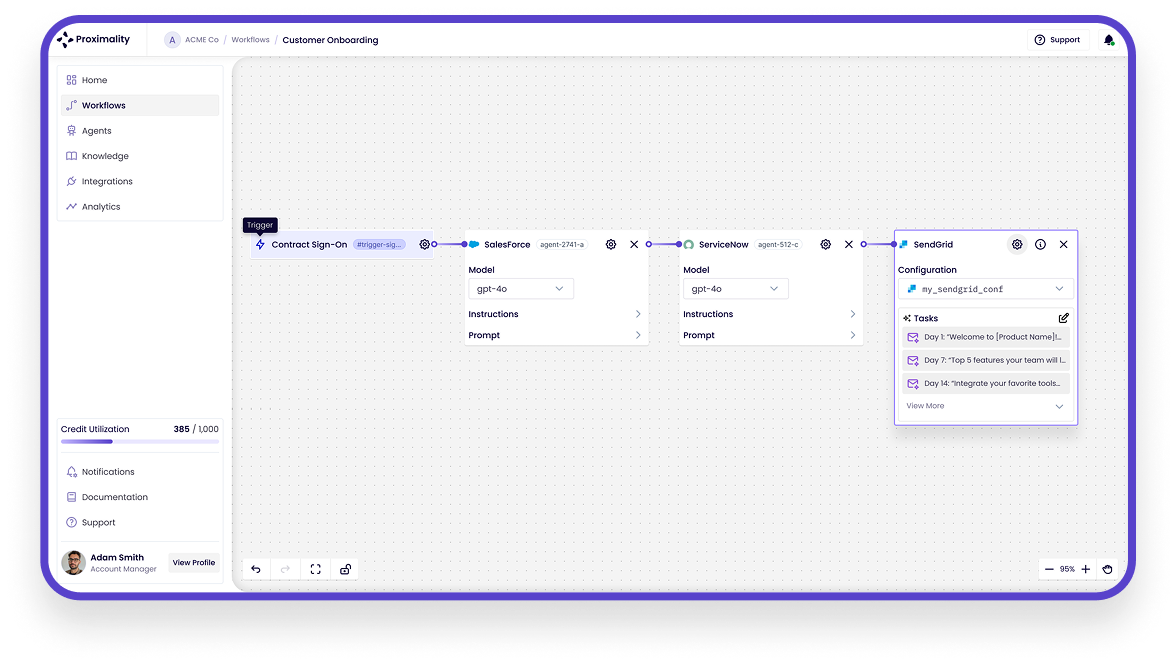 Proximality
A ACME Co / Workflows / Customer Onboarding
Support
Home
Workflows
Agents
Knowledge
Integrations
Analytics
Trigger
Contract Sign-On #trigger-sig...
SalesForce agent-2741-a
Model
gpt-4o
Instructions
Prompt
ServiceNow agent-512-c
Model
gpt-4o
Instructions
Prompt
SendGrid
Configuration
my_sendgrid_conf
Tasks
Day 1: "Welcome to [Product Name]!...
Day 7: "Top 5 features your team will l...
Day 14: "Integrate your favorite tools...
View More
Credit Utilization 385 / 1,000
Notifications
Documentation
Support
Adam Smith
Account Manager
View Profile
95%